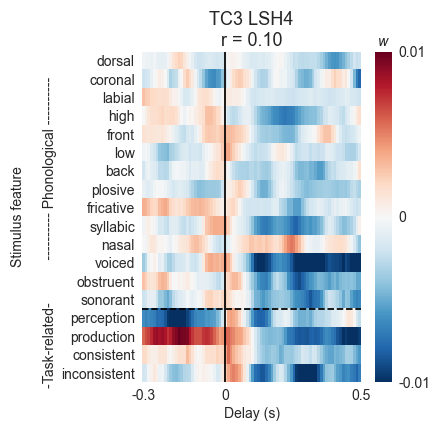 TC3 LSH4
r = 0.10
w
dorsal
coronal
labial
high
front
low
back
plosive
fricative
syllabic
nasal
voiced
obstruent
sonorant
perception
production
consistent
inconsistent
Stimulus feature
-Task-related- ---------- Phonological ----------
-0.3 0 0.5
Delay (s)
0.01
0
-0.01